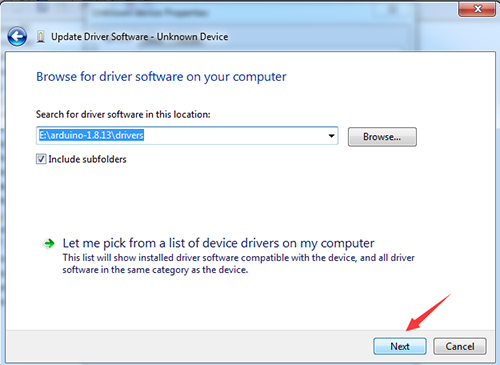 Unknown device Properties
Update Driver Software - Unknown Device
Browse for driver software on your computer
Search for driver software in this location:
E:\arduino-1.8.13\drivers
Browse...
Include subfolders
Let me pick from a list of device drivers on my computer
This list will show installed driver software compatible with the device, and all driver
software in the same category as the device.
Next
Cancel